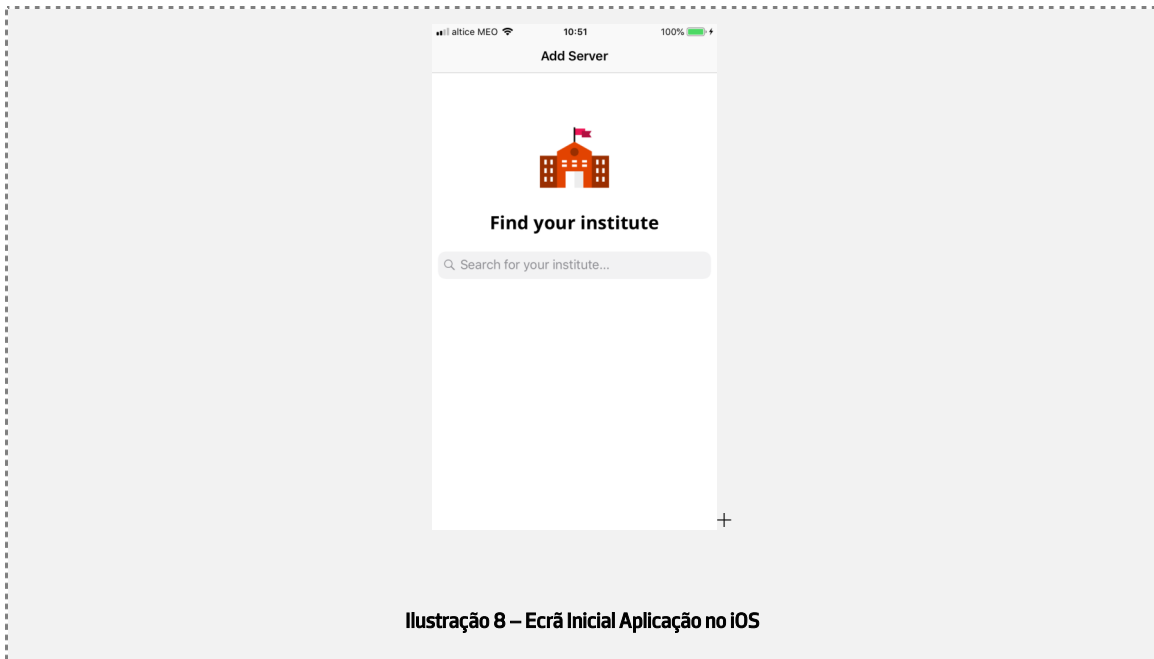 altice MEO 10:51 100%
Add Server
Find your institute
Search for your institute...
Ilustração 8 – Ecrã Inicial Aplicação no iOS